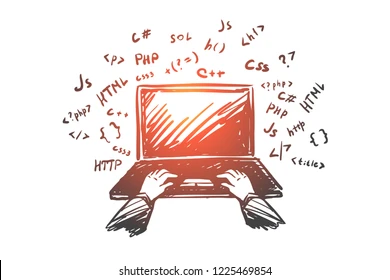 C# SQL h() <hl>
<p> PHP +(?=) Js
Js css3 C++ CSS ??
HTML <?php>
<?php> C++ C# HTML
PHP
</> {} Js http
css3 <|> {}
HTTP <title>
shutterstock.com · 1225469854